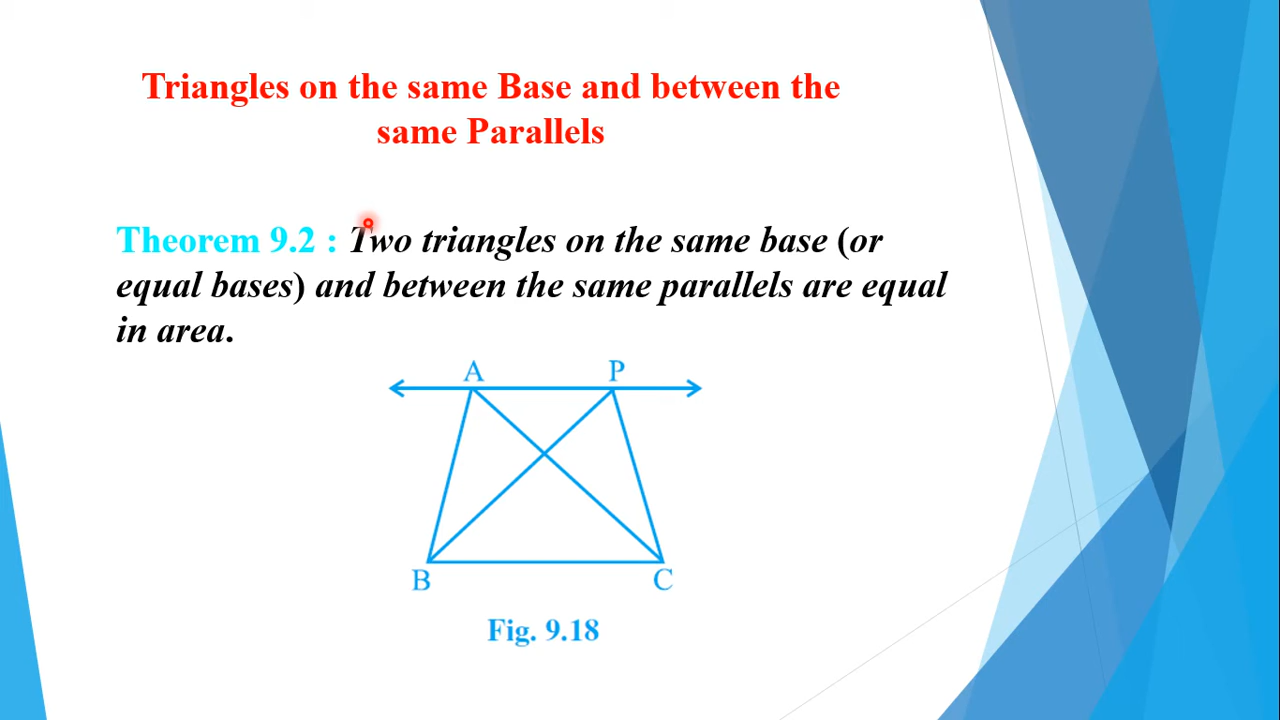 Triangles on the same Base and between the
same Parallels
Theorem 9.2 : Two triangles on the same base (or
equal bases) and between the same parallels are equal
in area.
A P
B C
Fig. 9.18